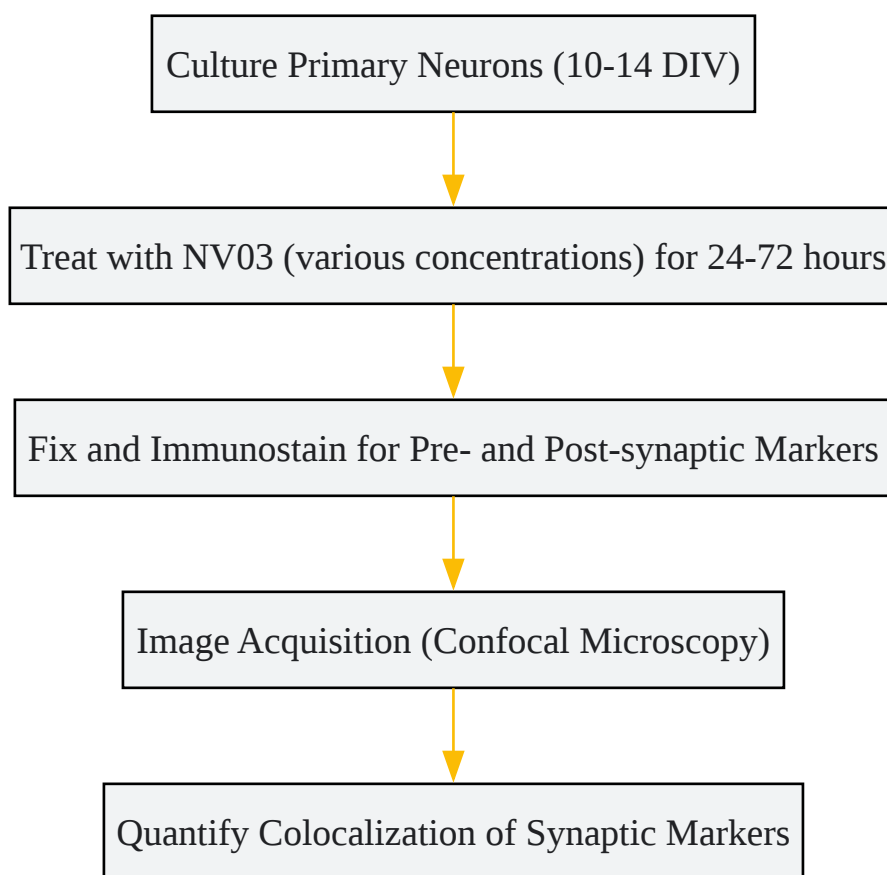 Culture Primary Neurons (10-14 DIV)
Treat with NV03 (various concentrations) for 24-72 hours
Fix and Immunostain for Pre- and Post-synaptic Markers
Image Acquisition (Confocal Microscopy)
Quantify Colocalization of Synaptic Markers